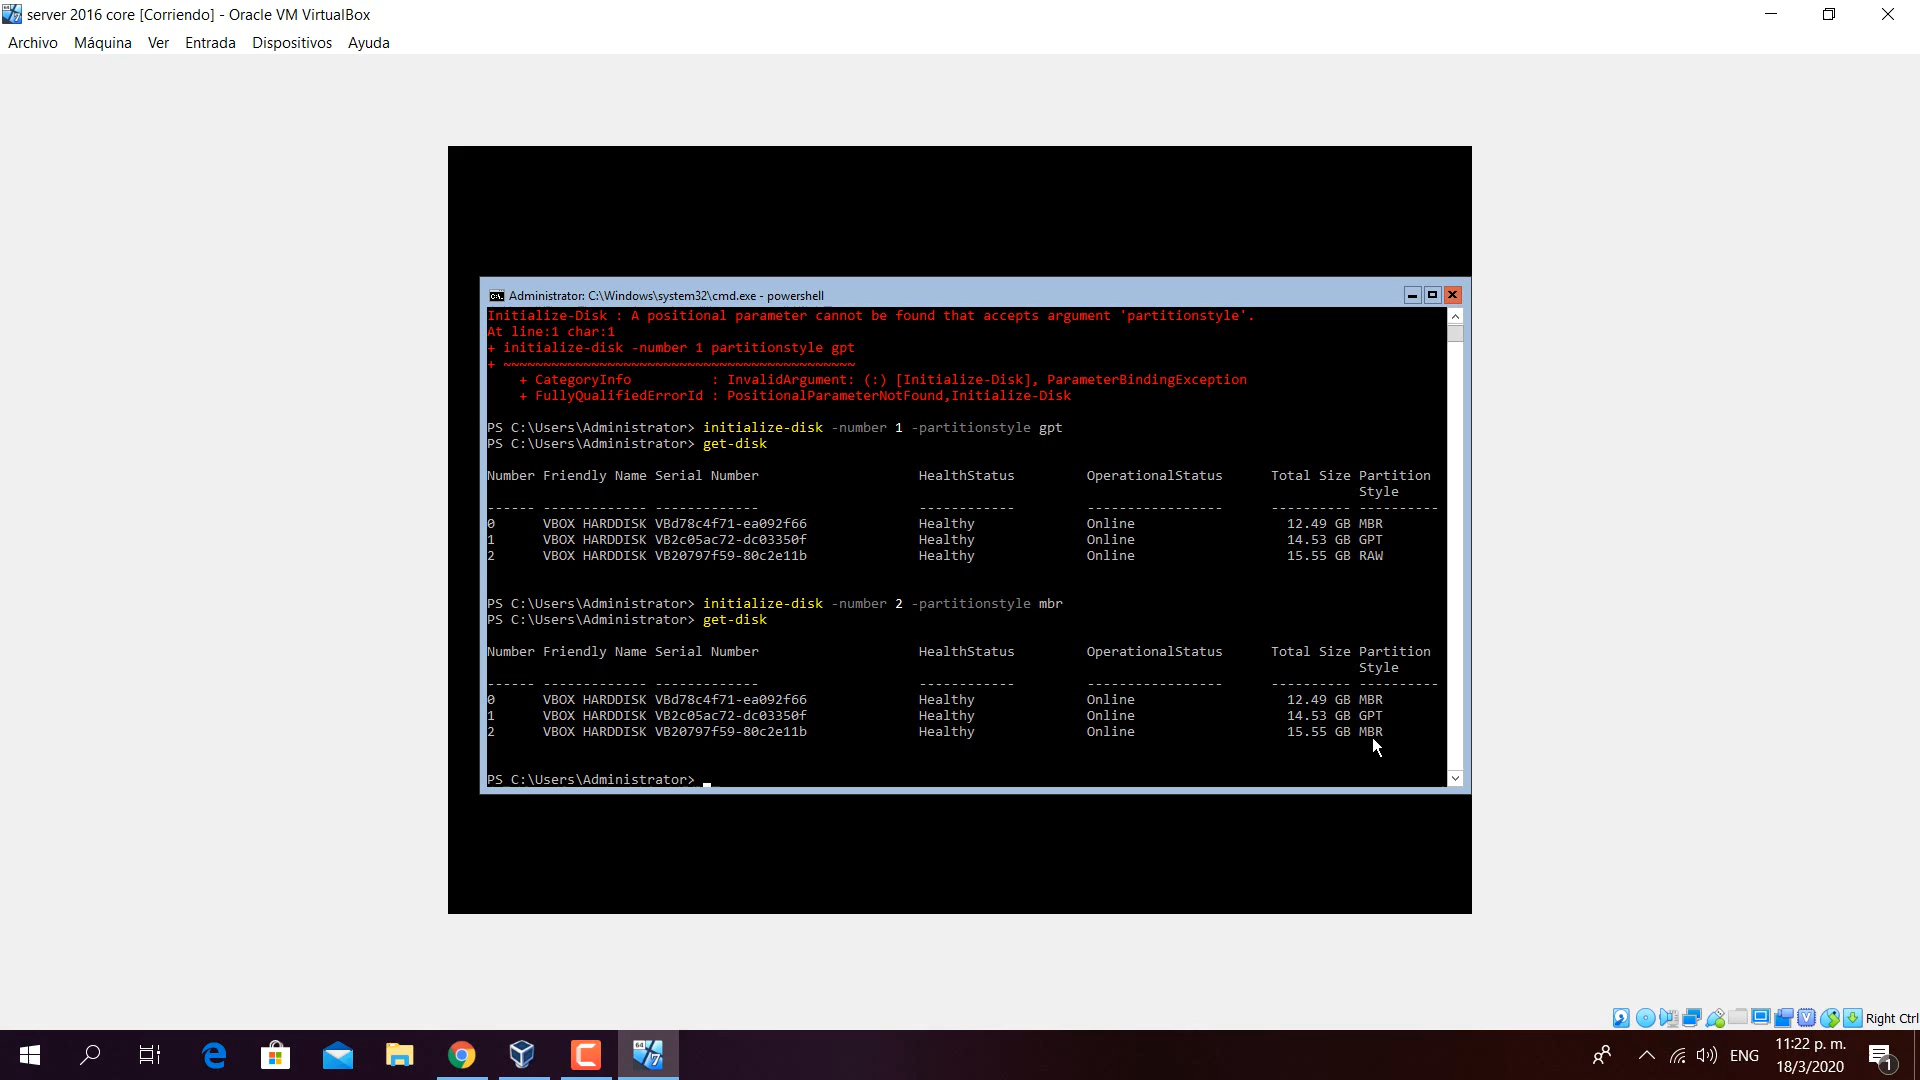 server 2016 core [Corriendo] - Oracle VM VirtualBox
Archivo Máquina Ver Entrada Dispositivos Ayuda
Administrator: C:\Windows\system32\cmd.exe - powershell
Initialize-Disk : A positional parameter cannot be found that accepts argument 'partitionstyle'.
At line:1 char:1
+ initialize-disk -number 1 partitionstyle gpt
+ ~~~~~~~~~~~~~~~~~~~~~~~~~~~~~~~~~~~~~~~~~~~~
+ CategoryInfo : InvalidArgument: (:) [Initialize-Disk], ParameterBindingException
+ FullyQualifiedErrorId : PositionalParameterNotFound,Initialize-Disk
PS C:\Users\Administrator> initialize-disk -number 1 -partitionstyle gpt
PS C:\Users\Administrator> get-disk
Number Friendly Name Serial Number HealthStatus OperationalStatus Total Size Partition
Style
------ ------------- ------------- ------------ ----------------- ---------- ----------
0 VBOX HARDDISK VBd78c4f71-ea092f66 Healthy Online 12.49 GB MBR
1 VBOX HARDDISK VB2c05ac72-dc03350f Healthy Online 14.53 GB GPT
2 VBOX HARDDISK VB20797f59-80c2e11b Healthy Online 15.55 GB RAW
PS C:\Users\Administrator> initialize-disk -number 2 -partitionstyle mbr
PS C:\Users\Administrator> get-disk
Number Friendly Name Serial Number HealthStatus OperationalStatus Total Size Partition
Style
------ ------------- ------------- ------------ ----------------- ---------- ----------
0 VBOX HARDDISK VBd78c4f71-ea092f66 Healthy Online 12.49 GB MBR
1 VBOX HARDDISK VB2c05ac72-dc03350f Healthy Online 14.53 GB GPT
2 VBOX HARDDISK VB20797f59-80c2e11b Healthy Online 15.55 GB MBR
PS C:\Users\Administrator> _
Right Ctrl
ENG
11:22 p. m.
18/3/2020
1